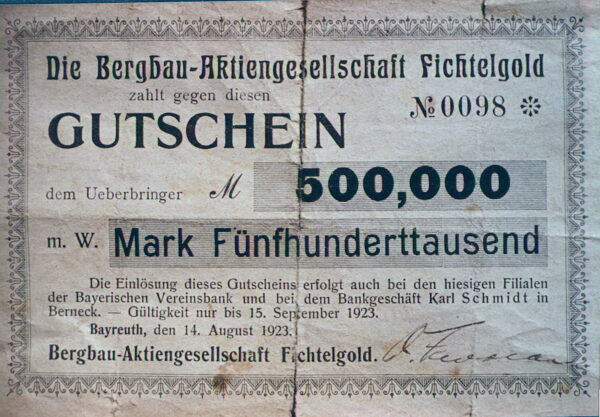 Die Bergbau-Aktiengesellschaft Fichtelgold
zahlt gegen diesen
№ 0098 ※
GUTSCHEIN
dem Ueberbringer M 500,000
m. W. Mark Fünfhunderttausend
Die Einlösung dieses Gutscheins erfolgt auch bei den hiesigen Filialen
der Bayerischen Vereinsbank und bei dem Bankgeschäft Karl Schmidt in
Berneck. — Gültigkeit nur bis 15. September 1923.
Bayreuth, den 14. August 1923.
Bergbau-Aktiengesellschaft Fichtelgold.